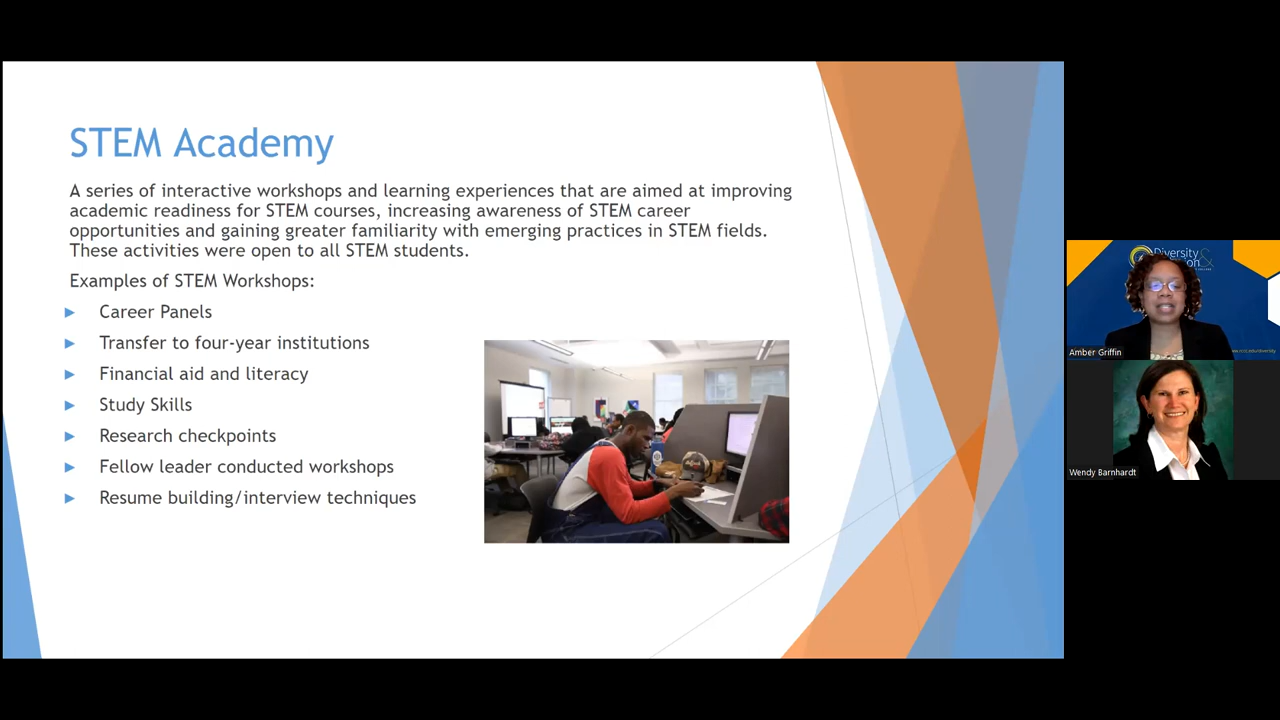 STEM Academy
A series of interactive workshops and learning experiences that are aimed at improving
academic readiness for STEM courses, increasing awareness of STEM career
opportunities and gaining greater familiarity with emerging practices in STEM fields.
These activities were open to all STEM students.
Examples of STEM Workshops:
Career Panels
Transfer to four-year institutions
Financial aid and literacy
Study Skills
Research checkpoints
Fellow leader conducted workshops
Resume building/interview techniques
Diversity
&
Amber Griffin
Wendy Barnhardt